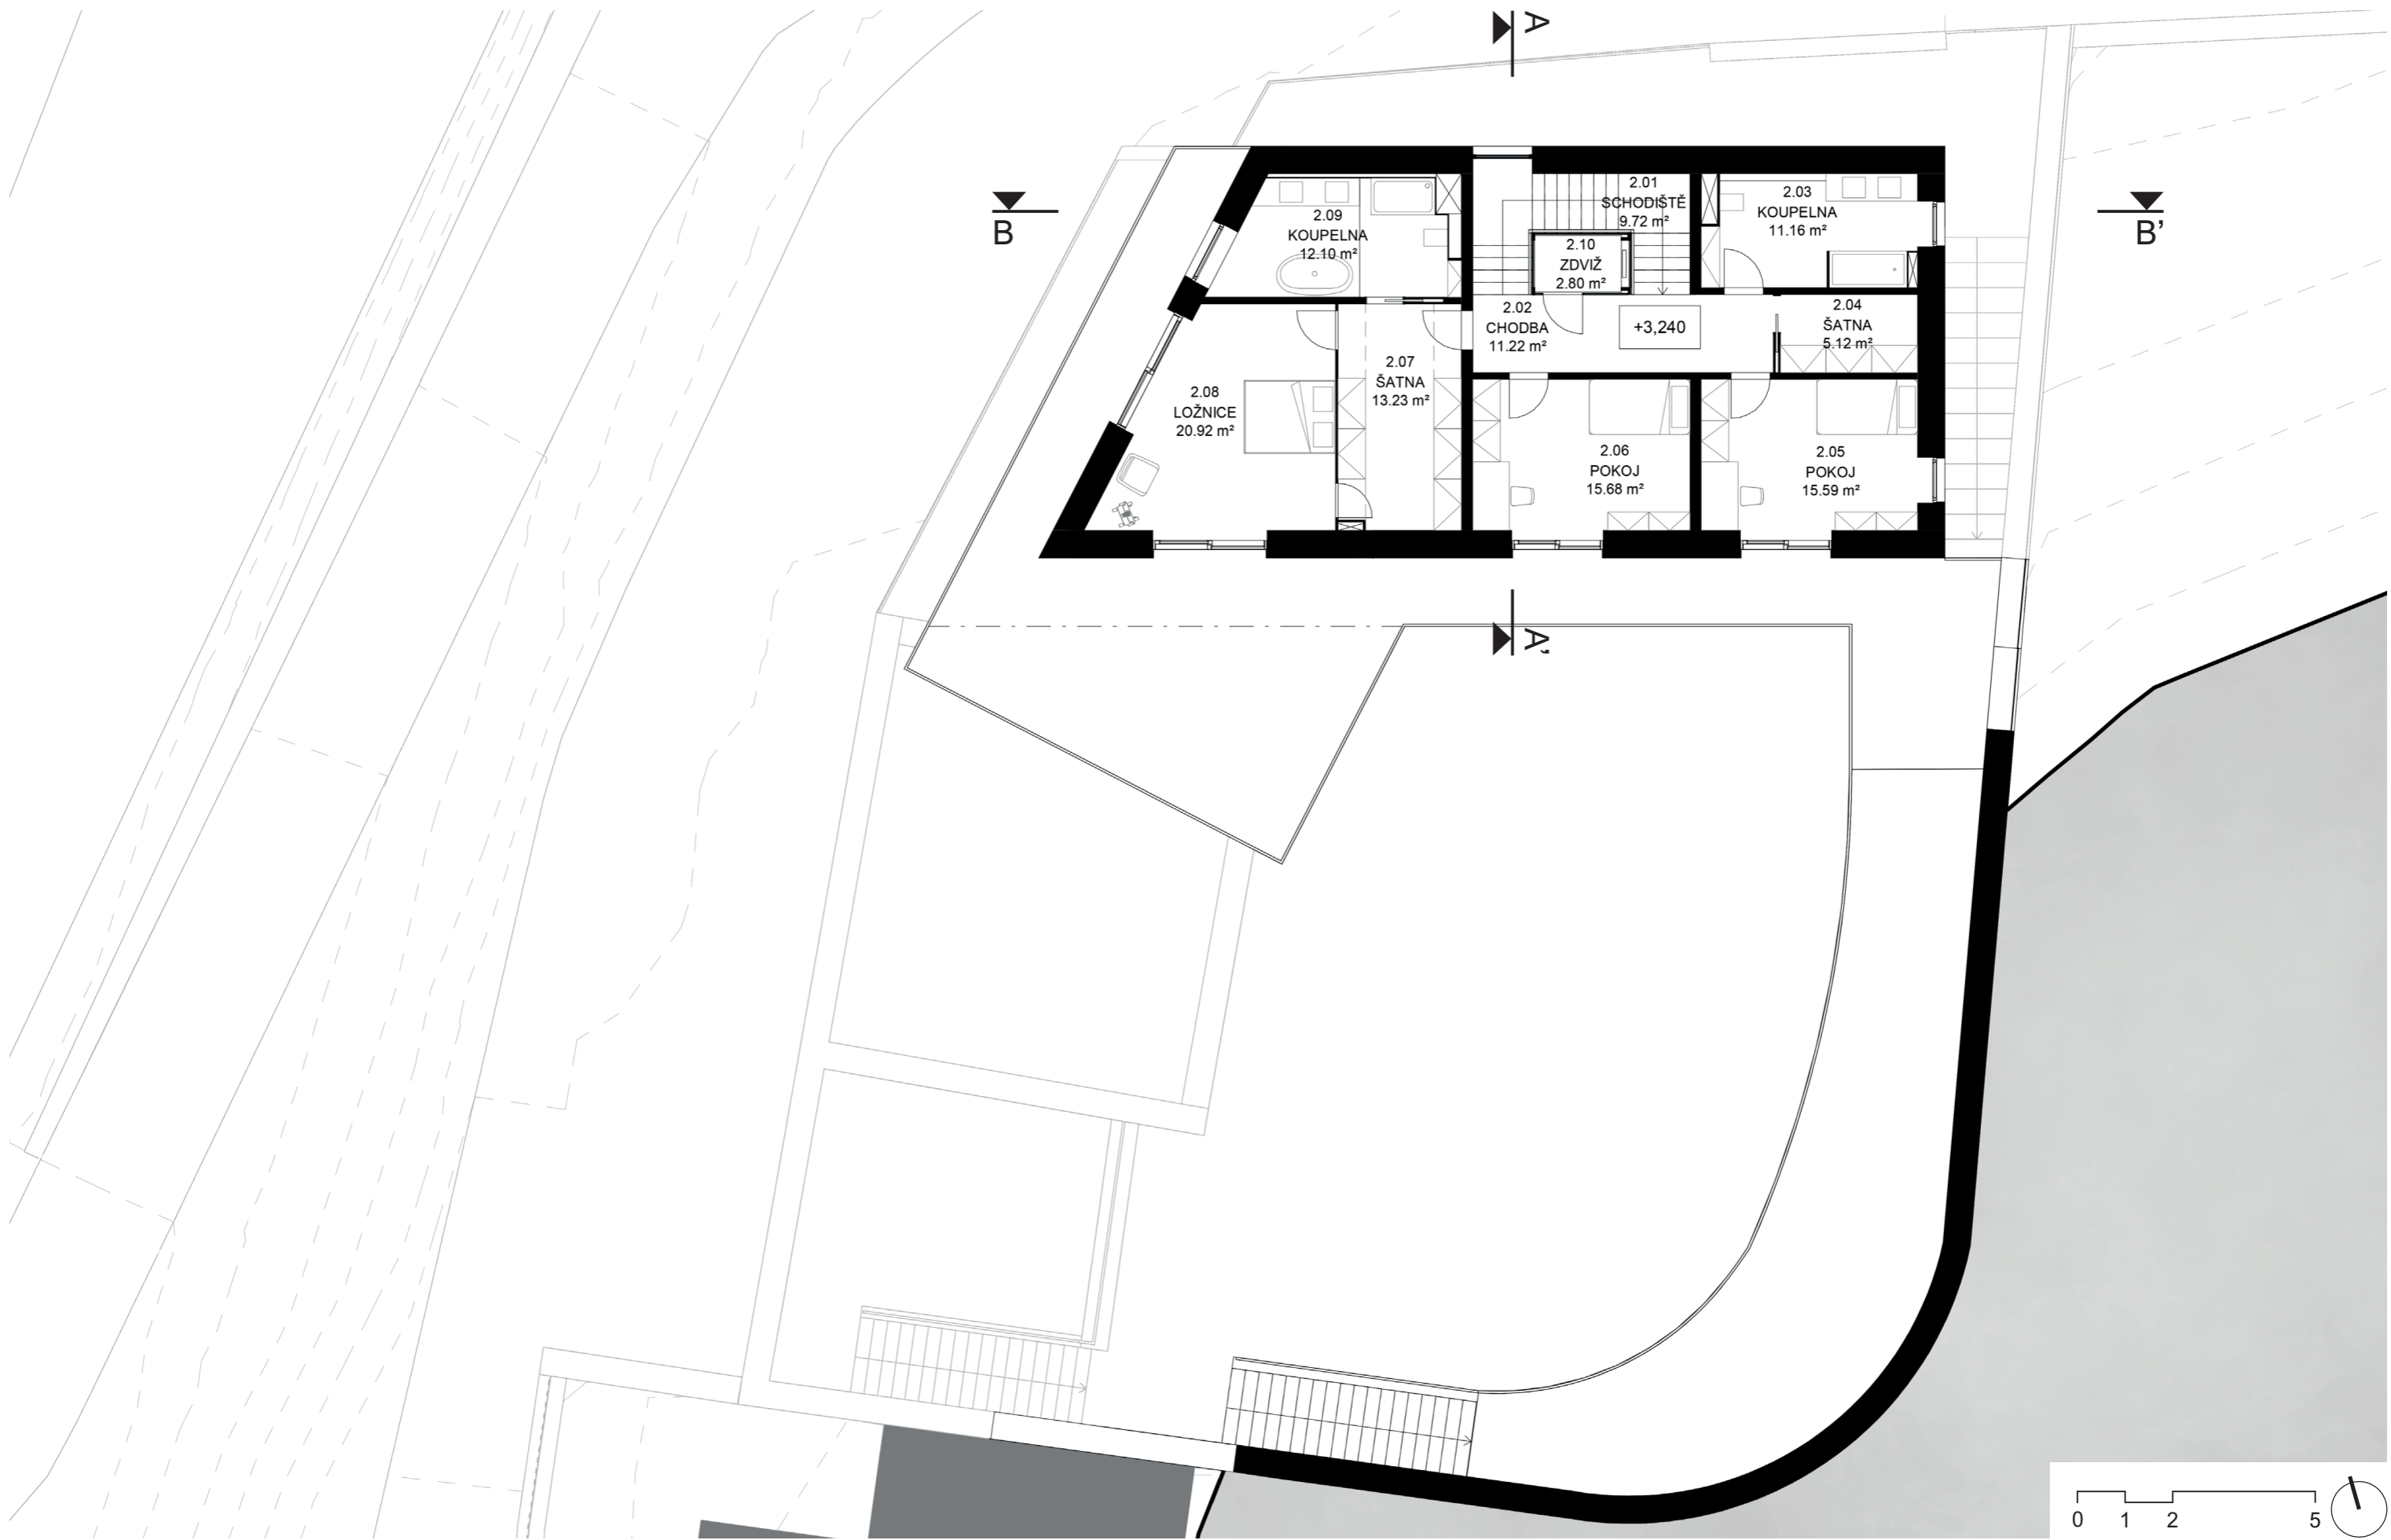 A
B
B'
2.01
SCHODIŠTĚ
9.72 m²
2.03
KOUPELNA
11.16 m²
2.09
KOUPELNA
12.10 m²
2.10
ZDVIŽ
2.80 m²
2.02
CHODBA
11.22 m²
+3,240
2.04
ŠATNA
5.12 m²
2.07
ŠATNA
13.23 m²
2.08
LOŽNICE
20.92 m²
2.06
POKOJ
15.68 m²
2.05
POKOJ
15.59 m²
A'
0 1 2 5